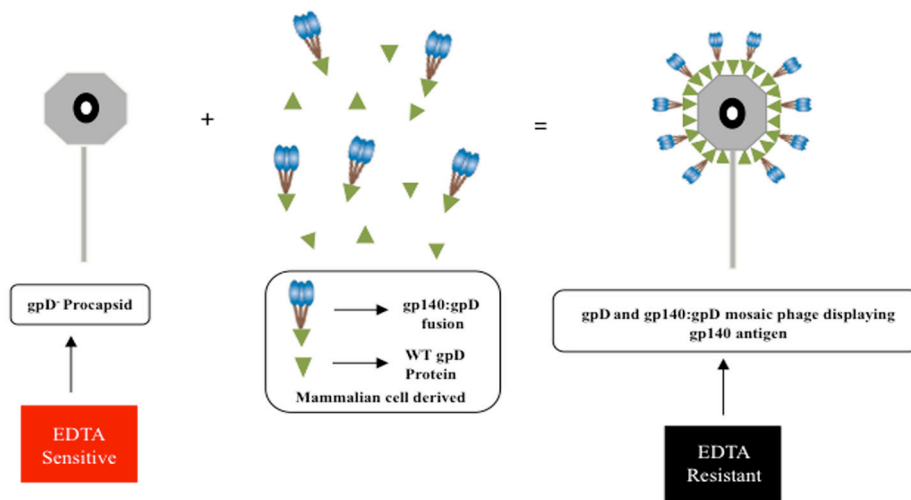 +
=
gpD⁻ Procapsid
gp140:gpD
fusion
WT gpD
Protein
Mammalian cell derived
gpD and gp140:gpD mosaic phage displaying
gp140 antigen
EDTA
Sensitive
EDTA
Resistant